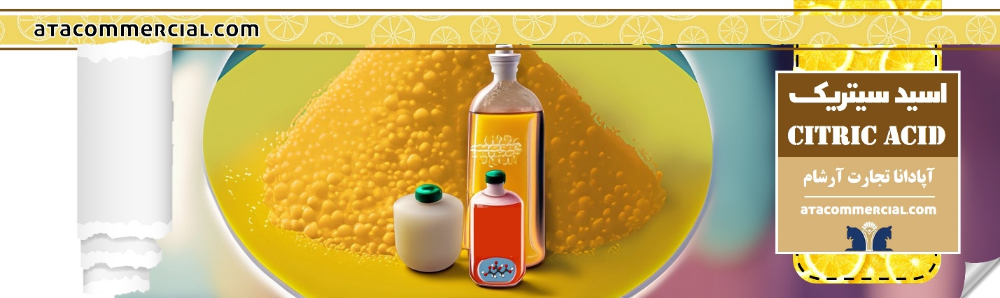 atacommercial.com
اسید سیتریک
CITRIC ACID
آپادانا تجارت آرشام
atacommercial.com